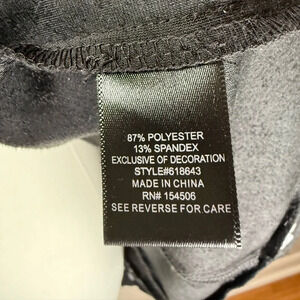 87% POLYESTER
13% SPANDEX
EXCLUSIVE OF DECORATION
STYLE#618643
MADE IN CHINA
RN# 154506
SEE REVERSE FOR CARE